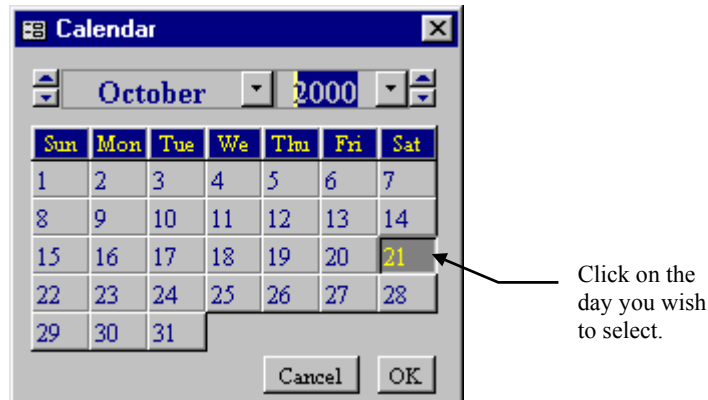 Calendar
October 2000
Sun Mon Tue We Thu Fri Sat
1 2 3 4 5 6 7
8 9 10 11 12 13 14
15 16 17 18 19 20 21
22 23 24 25 26 27 28
29 30 31
Cancel OK
Click on the
day you wish
to select.